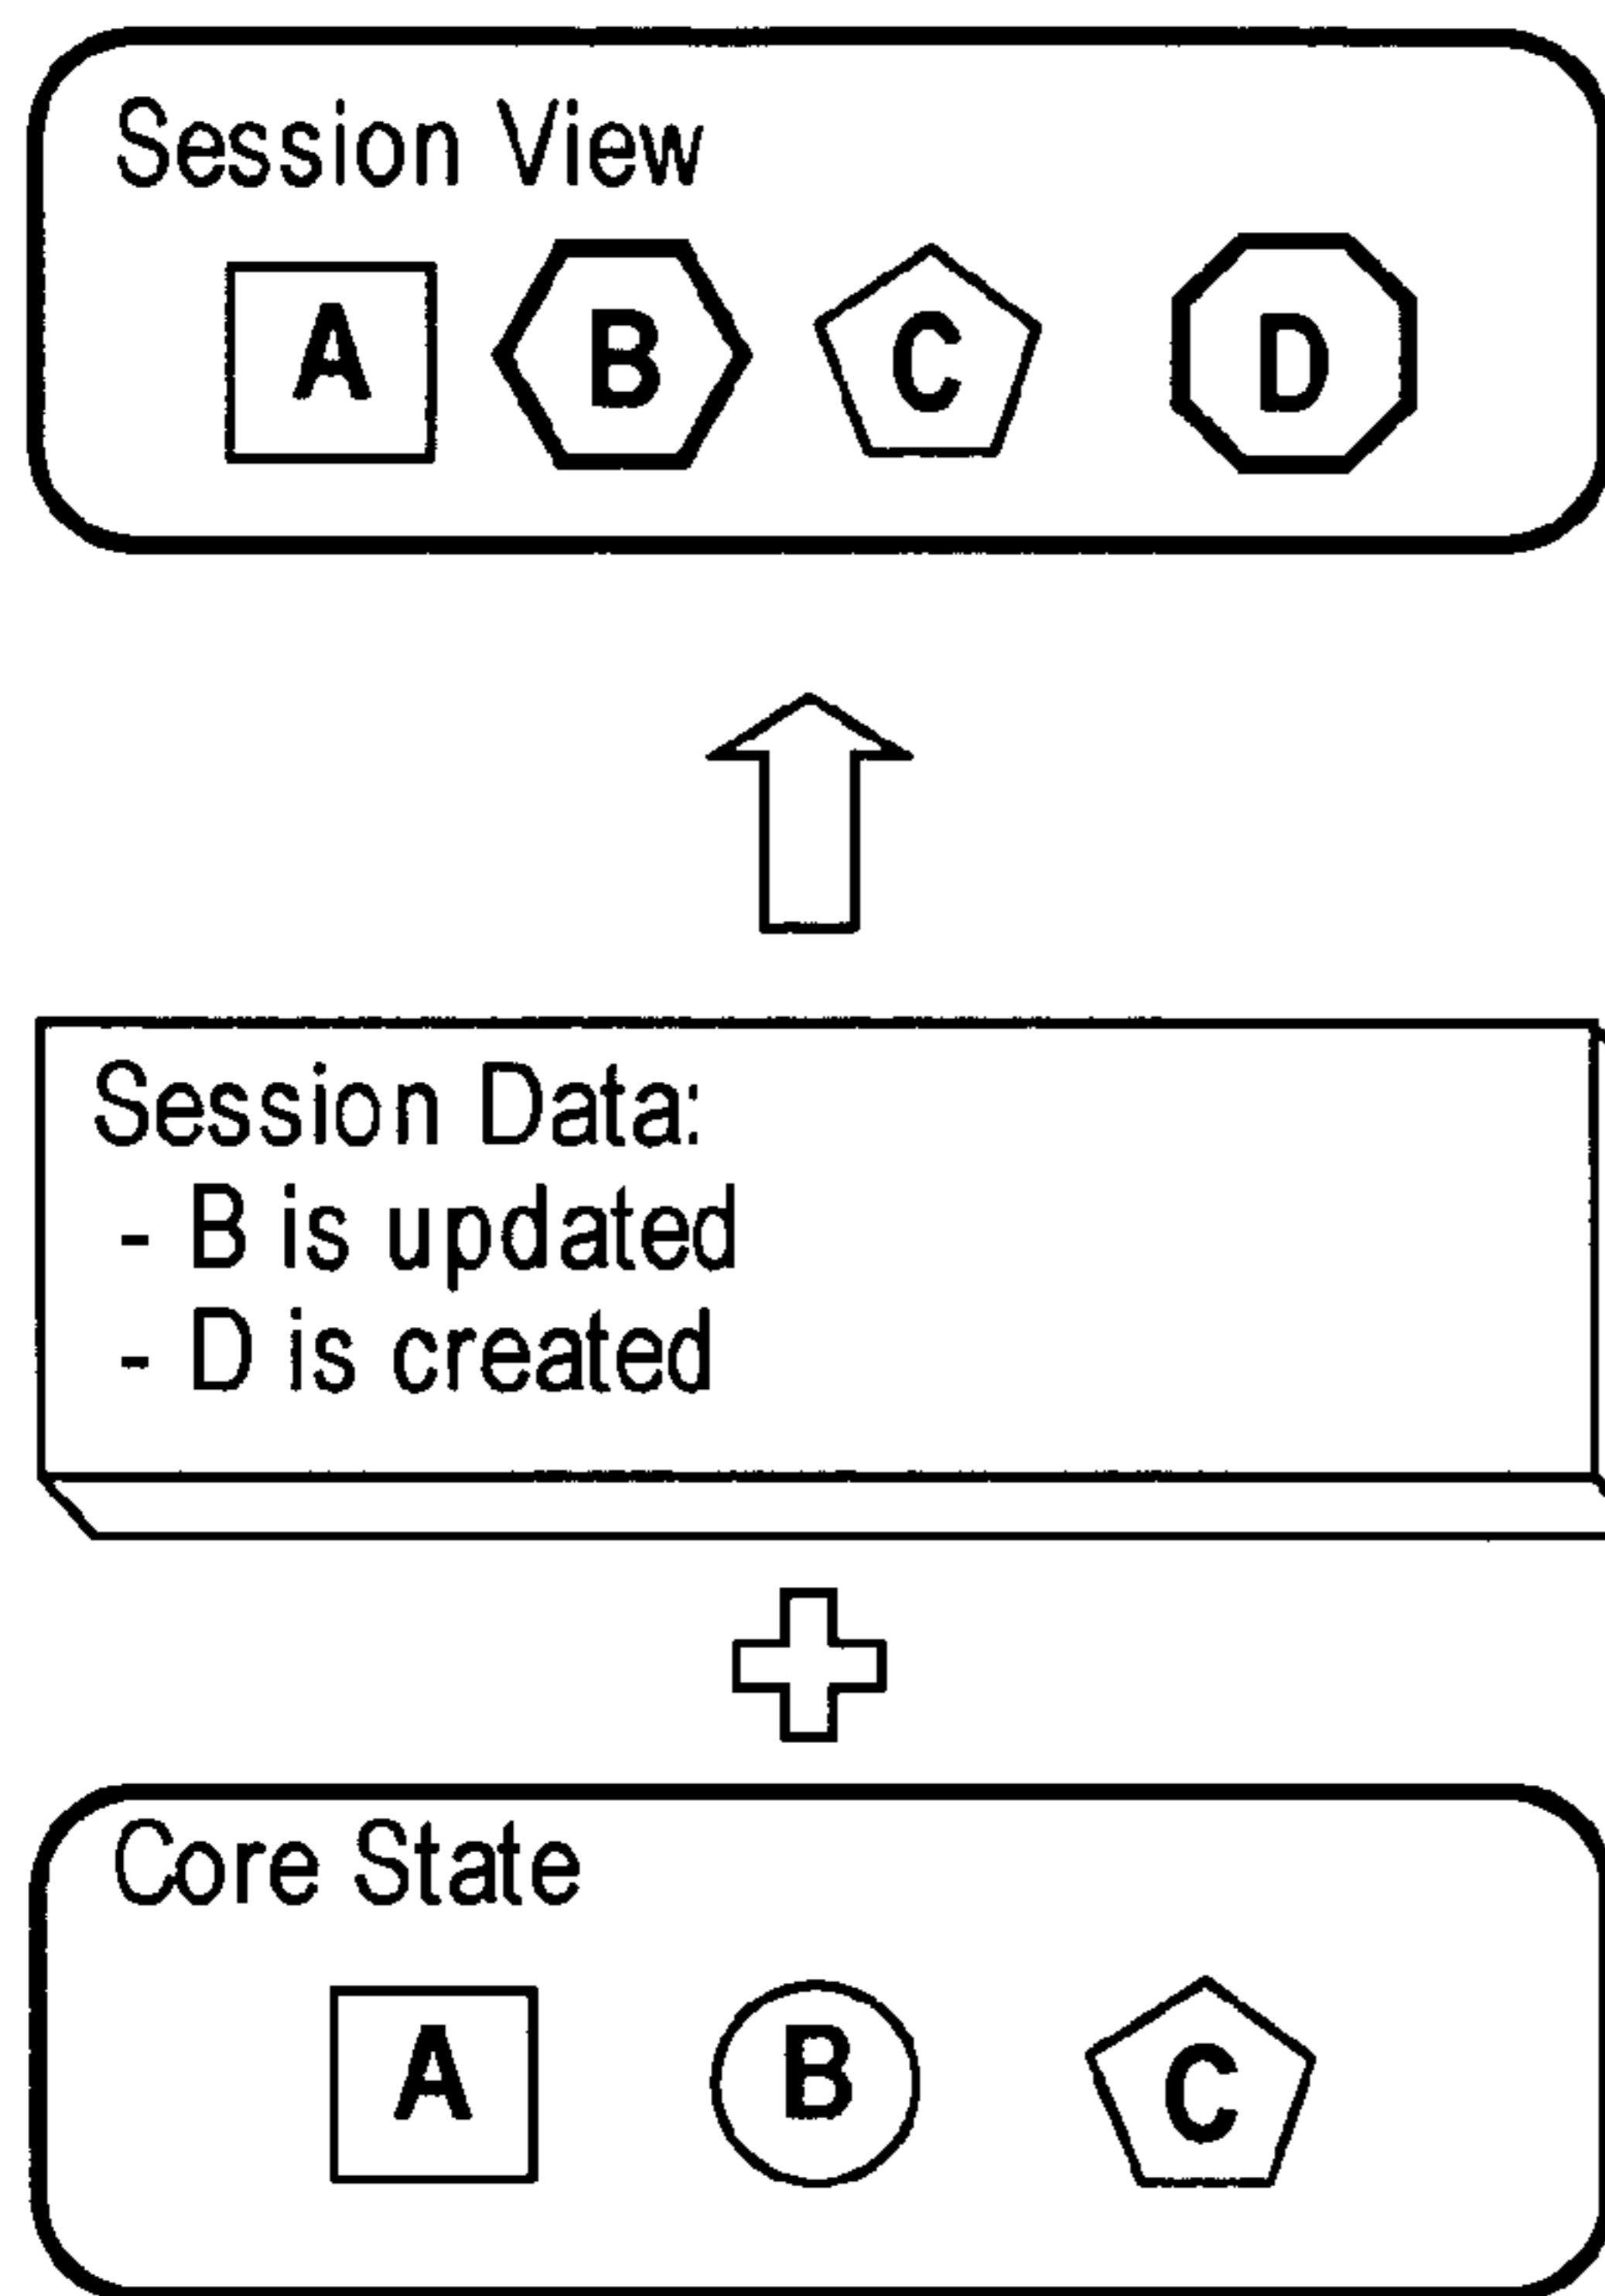 Session View
A B C D
Session Data:
- B is updated
- D is created
Core State
A B C